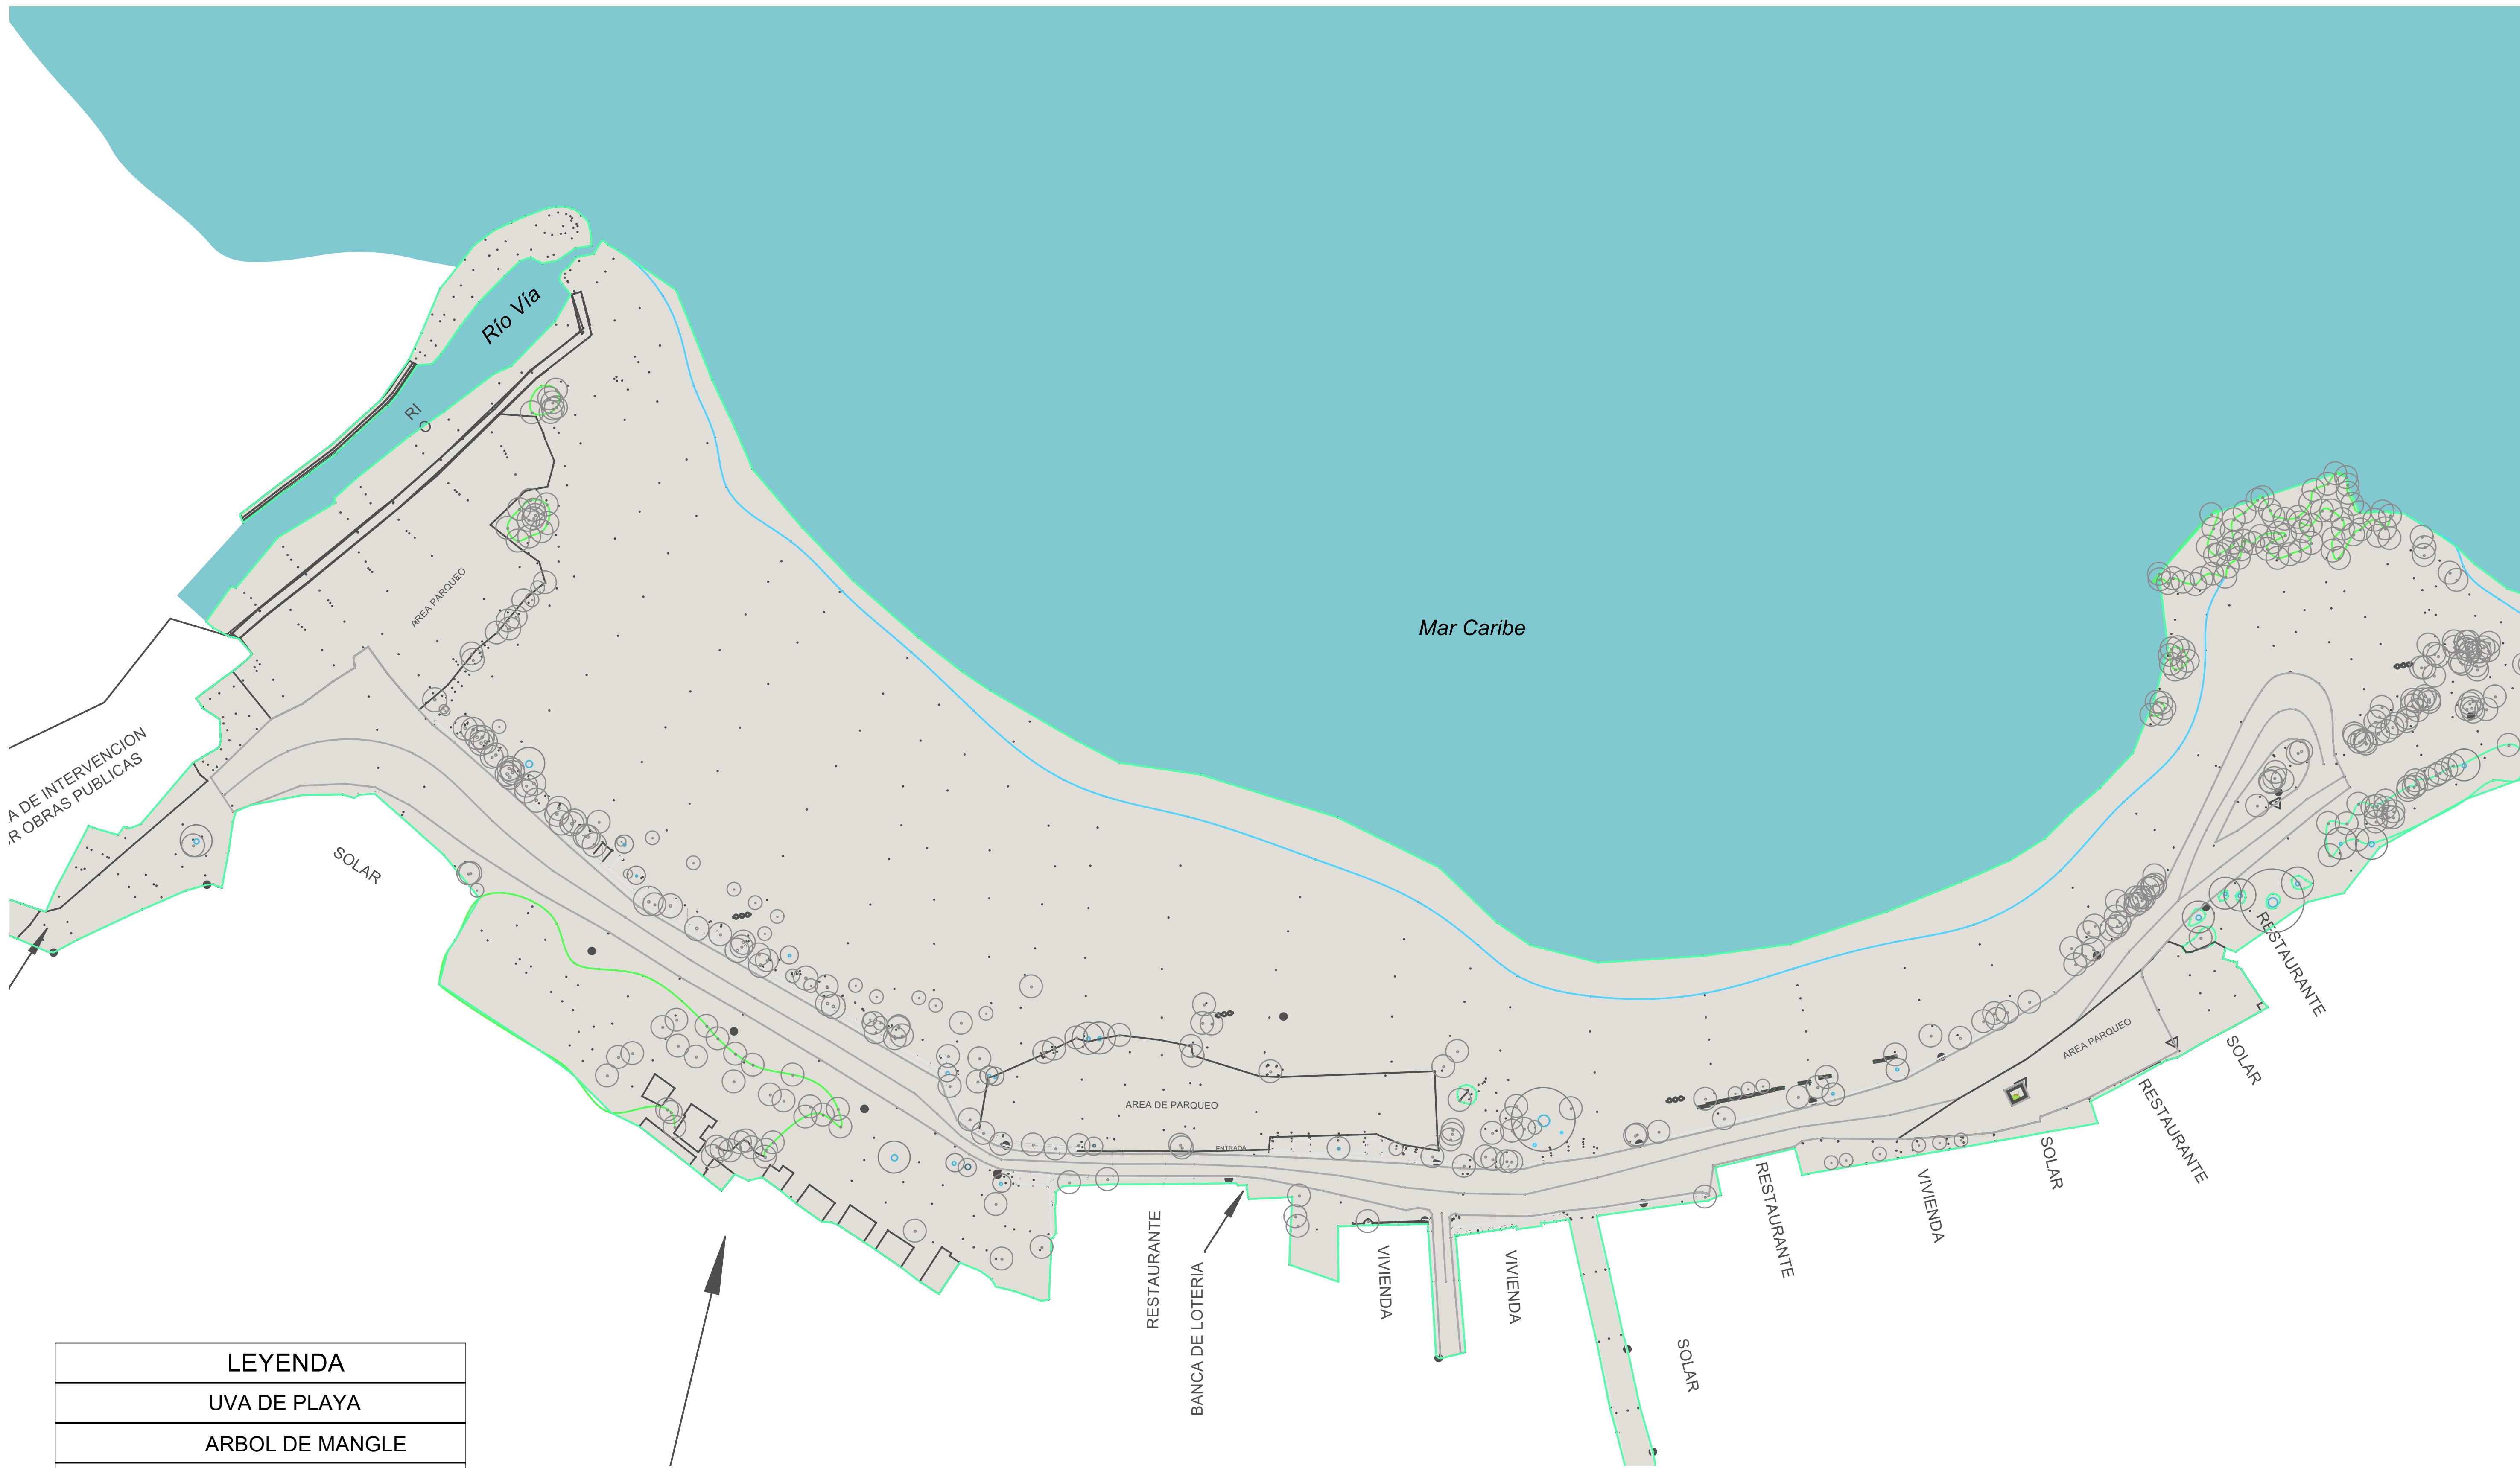 Río Vía
RI
O
AREA PARQUEO
Mar Caribe
A DE INTERVENCION
R OBRAS PUBLICAS
SOLAR
RESTAURANTE
AREA PARQUEO
SOLAR
AREA DE PARQUEO
ENTRADA
RESTAURANTE
SOLAR
RESTAURANTE
VIVIENDA
RESTAURANTE
BANCA DE LOTERIA
VIVIENDA
VIVIENDA
SOLAR
LEYENDA
UVA DE PLAYA
ARBOL DE MANGLE